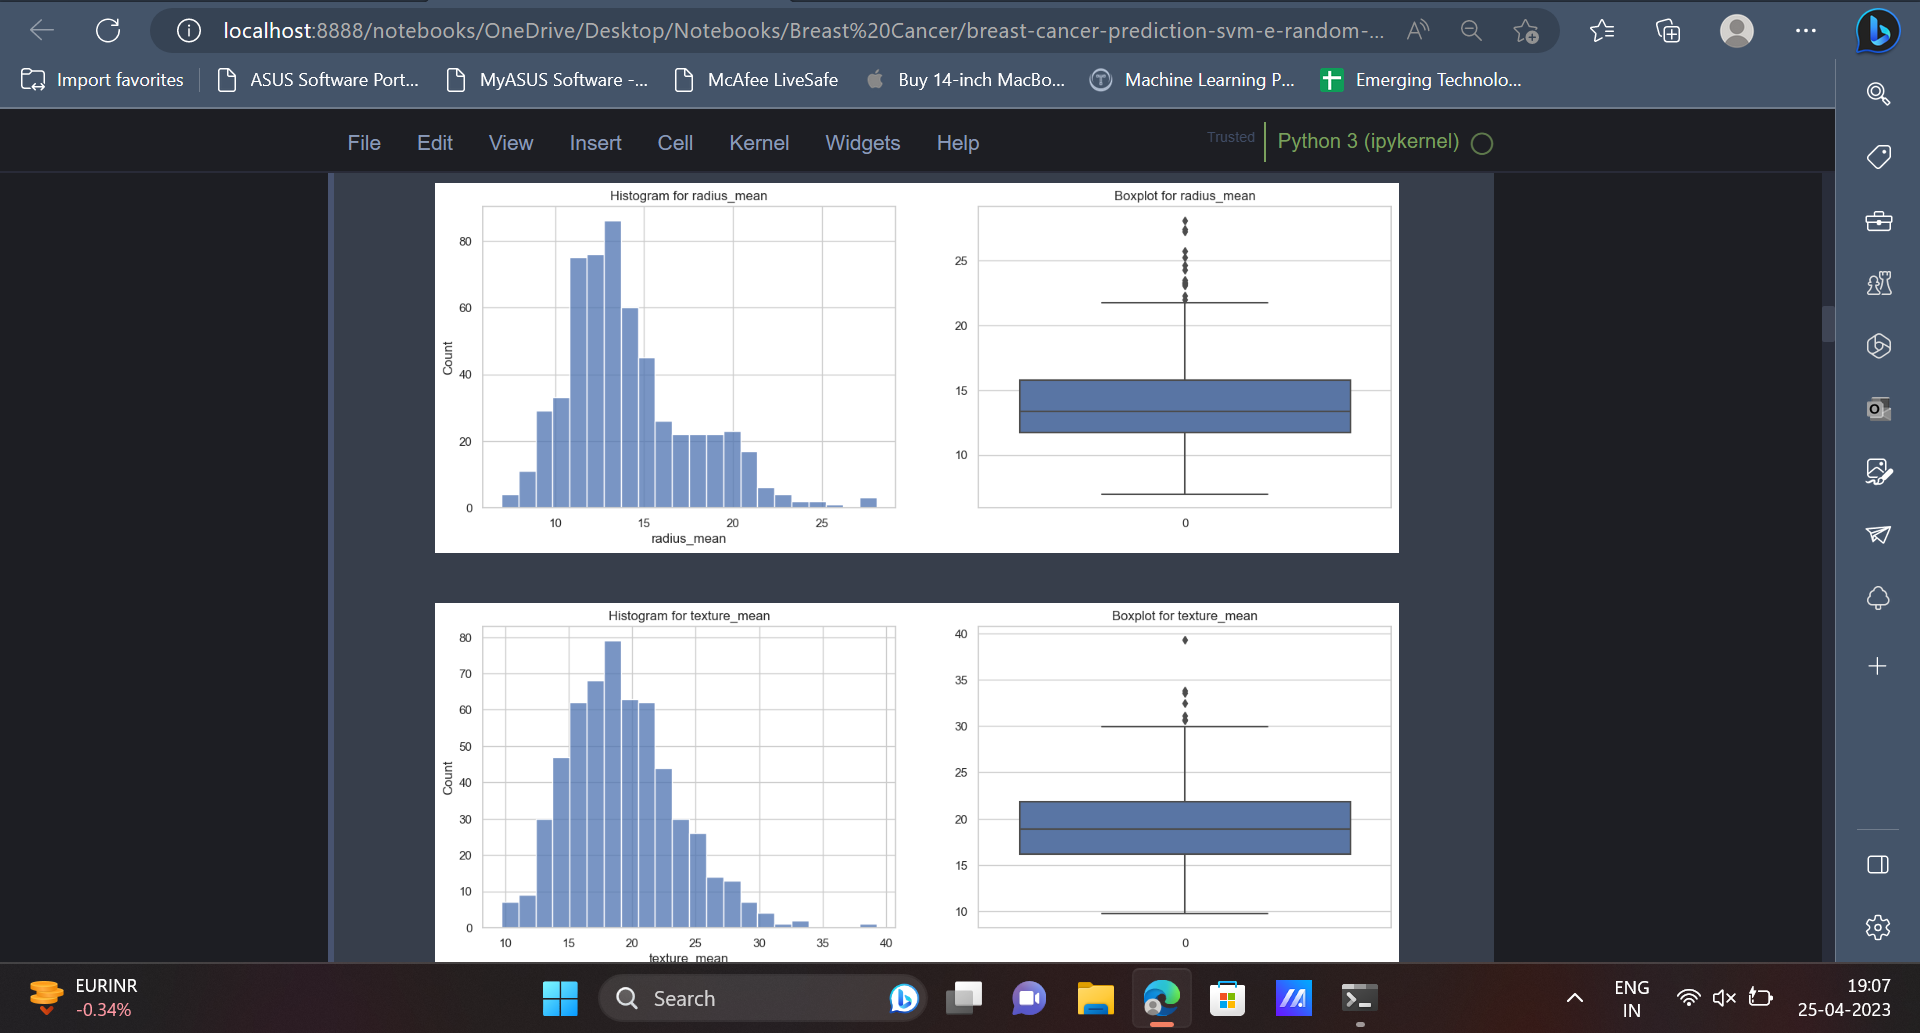 localhost:8888/notebooks/OneDrive/Desktop/Notebooks/Breast%20Cancer/breast-cancer-prediction-svm-e-random-...
Import favorites
ASUS Software Port...
MyASUS Software -...
McAfee LiveSafe
Buy 14-inch MacBo...
Machine Learning P...
Emerging Technolo...
File Edit View Insert Cell Kernel Widgets Help
Trusted
Python 3 (ipykernel)
Histogram for radius_mean
80
60
40
20
0
Count
10 15 20 25
radius_mean
Boxplot for radius_mean
25
20
15
10
0
Histogram for texture_mean
80
70
60
50
40
30
20
10
0
Count
10 15 20 25 30 35 40
texture_mean
Boxplot for texture_mean
40
35
30
25
20
15
10
0
EURINR
-0.34%
Search
ENG
IN
19:07
25-04-2023